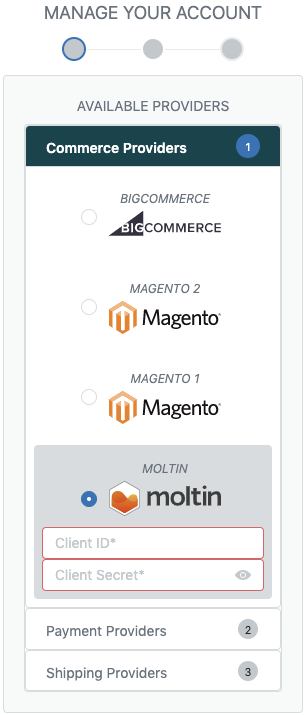 MANAGE YOUR ACCOUNT
AVAILABLE PROVIDERS
Commerce Providers 1
BIGCOMMERCE
BIGCOMMERCE
MAGENTO 2
Magento
MAGENTO 1
Magento
MOLTIN
moltin
Client ID*
Client Secret*
Payment Providers 2
Shipping Providers 3